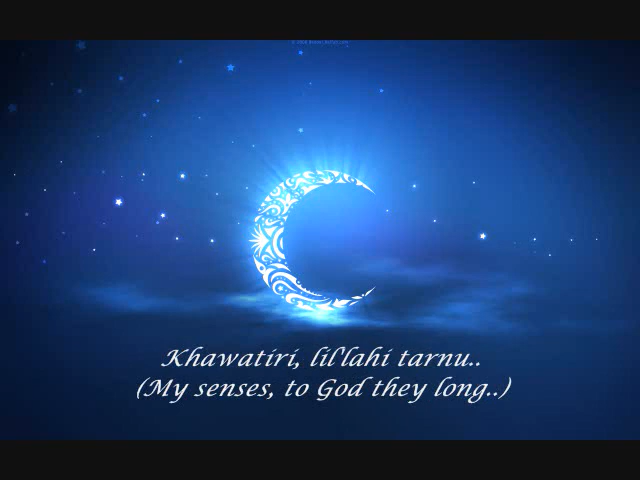 Khawatiri, lil'lahi tarnu..
(My senses, to God they long..)